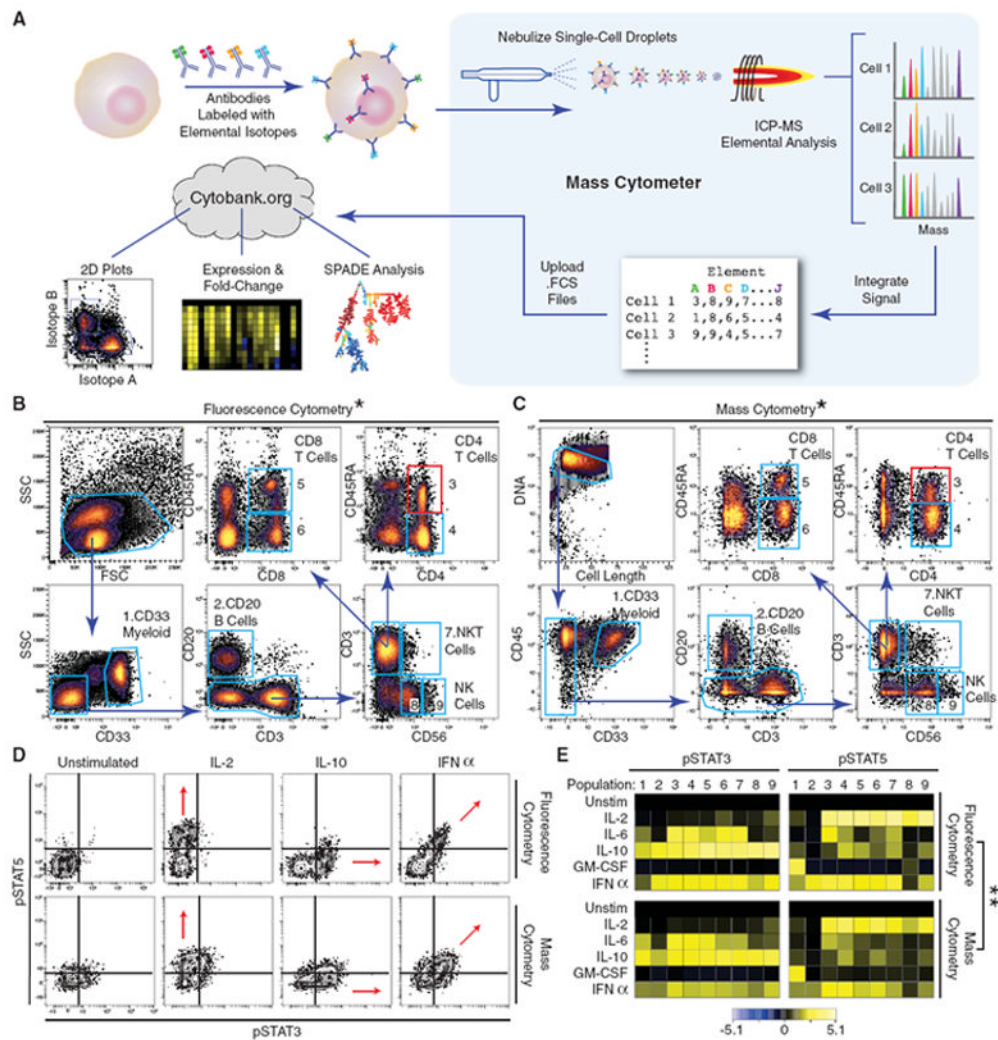 A
Nebulize Single-Cell Droplets
Antibodies
Labeled with
Elemental Isotopes
ICP-MS
Elemental Analysis
Cell 1
Cell 2
Cell 3
Mass
Mass Cytometer
Cytobank.org
2D Plots
Expression &
Fold-Change
SPADE Analysis
Isotope B
Isotope A
Upload
.FCS
Files
Element
A B C D...J
Cell 1 3,8,9,7...8
Cell 2 1,8,6,5...4
Cell 3 9,9,4,5...7
Integrate
Signal
B
Fluorescence Cytometry*
SSC
FSC
CD45RA
CD8
T Cells
5
6
CD8
CD45RA
CD4
T Cells
3
4
CD4
SSC
1.CD33
Myeloid
CD33
CD20
2.CD20
B Cells
CD3
CD3
7.NKT
Cells
NK
Cells
8
9
CD56
C
Mass Cytometry*
DNA
Cell Length
CD45RA
CD8
T Cells
5
6
CD8
CD45RA
CD4
T Cells
3
4
CD4
CD45
1.CD33
Myeloid
CD33
CD20
2.CD20
B Cells
CD3
CD3
7.NKT
Cells
NK
Cells
8
9
CD56
D
Unstimulated
IL-2
IL-10
IFN α
Fluorescence
Cytometry
Mass
Cytometry
pSTAT5
pSTAT3
E
pSTAT3
pSTAT5
Population: 1 2 3 4 5 6 7 8 9 1 2 3 4 5 6 7 8 9
Unstim
IL-2
IL-6
IL-10
GM-CSF
IFN α
Fluorescence
Cytometry
Unstim
IL-2
IL-6
IL-10
GM-CSF
IFN α
Mass
Cytometry
**
-5.1 0 5.1